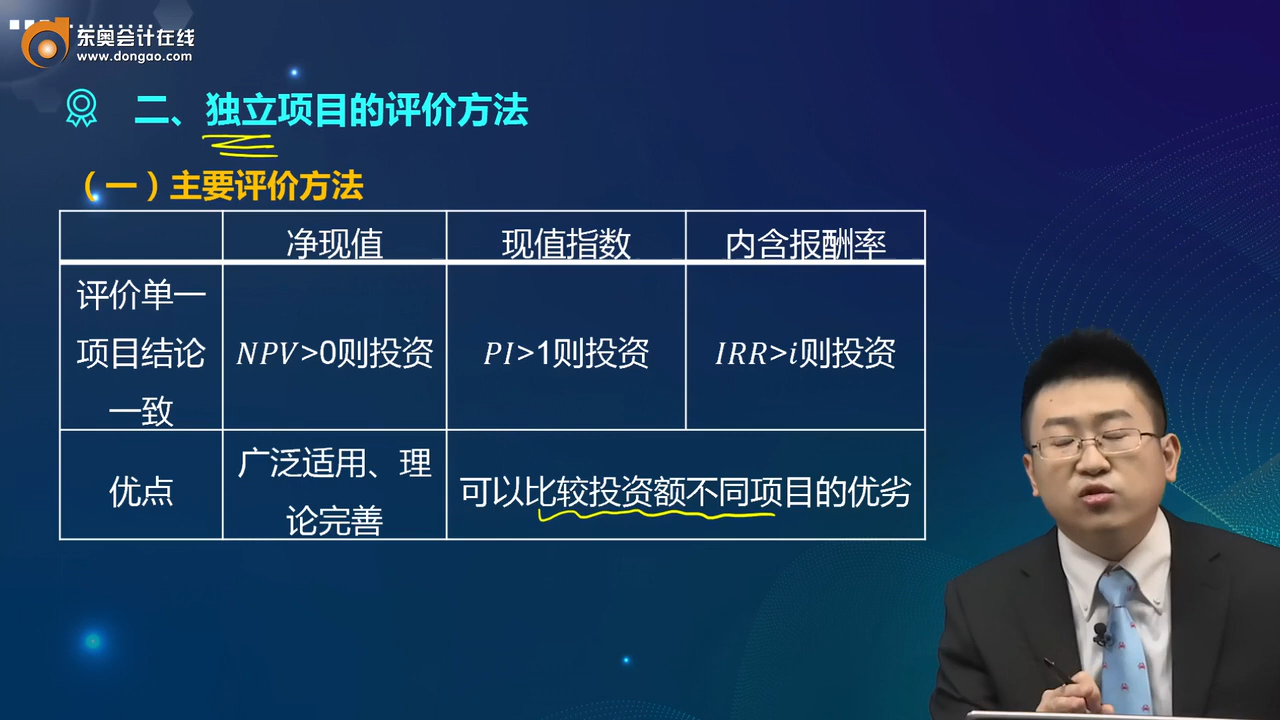 东奥会计在线
www.dongao.com
二、独立项目的评价方法
（一）主要评价方法
净现值 现值指数 内含报酬率
评价单一
项目结论 NPV>0则投资 PI>1则投资 IRR>i则投资
一致
广泛适用、理
优点 可以比较投资额不同项目的优劣
论完善